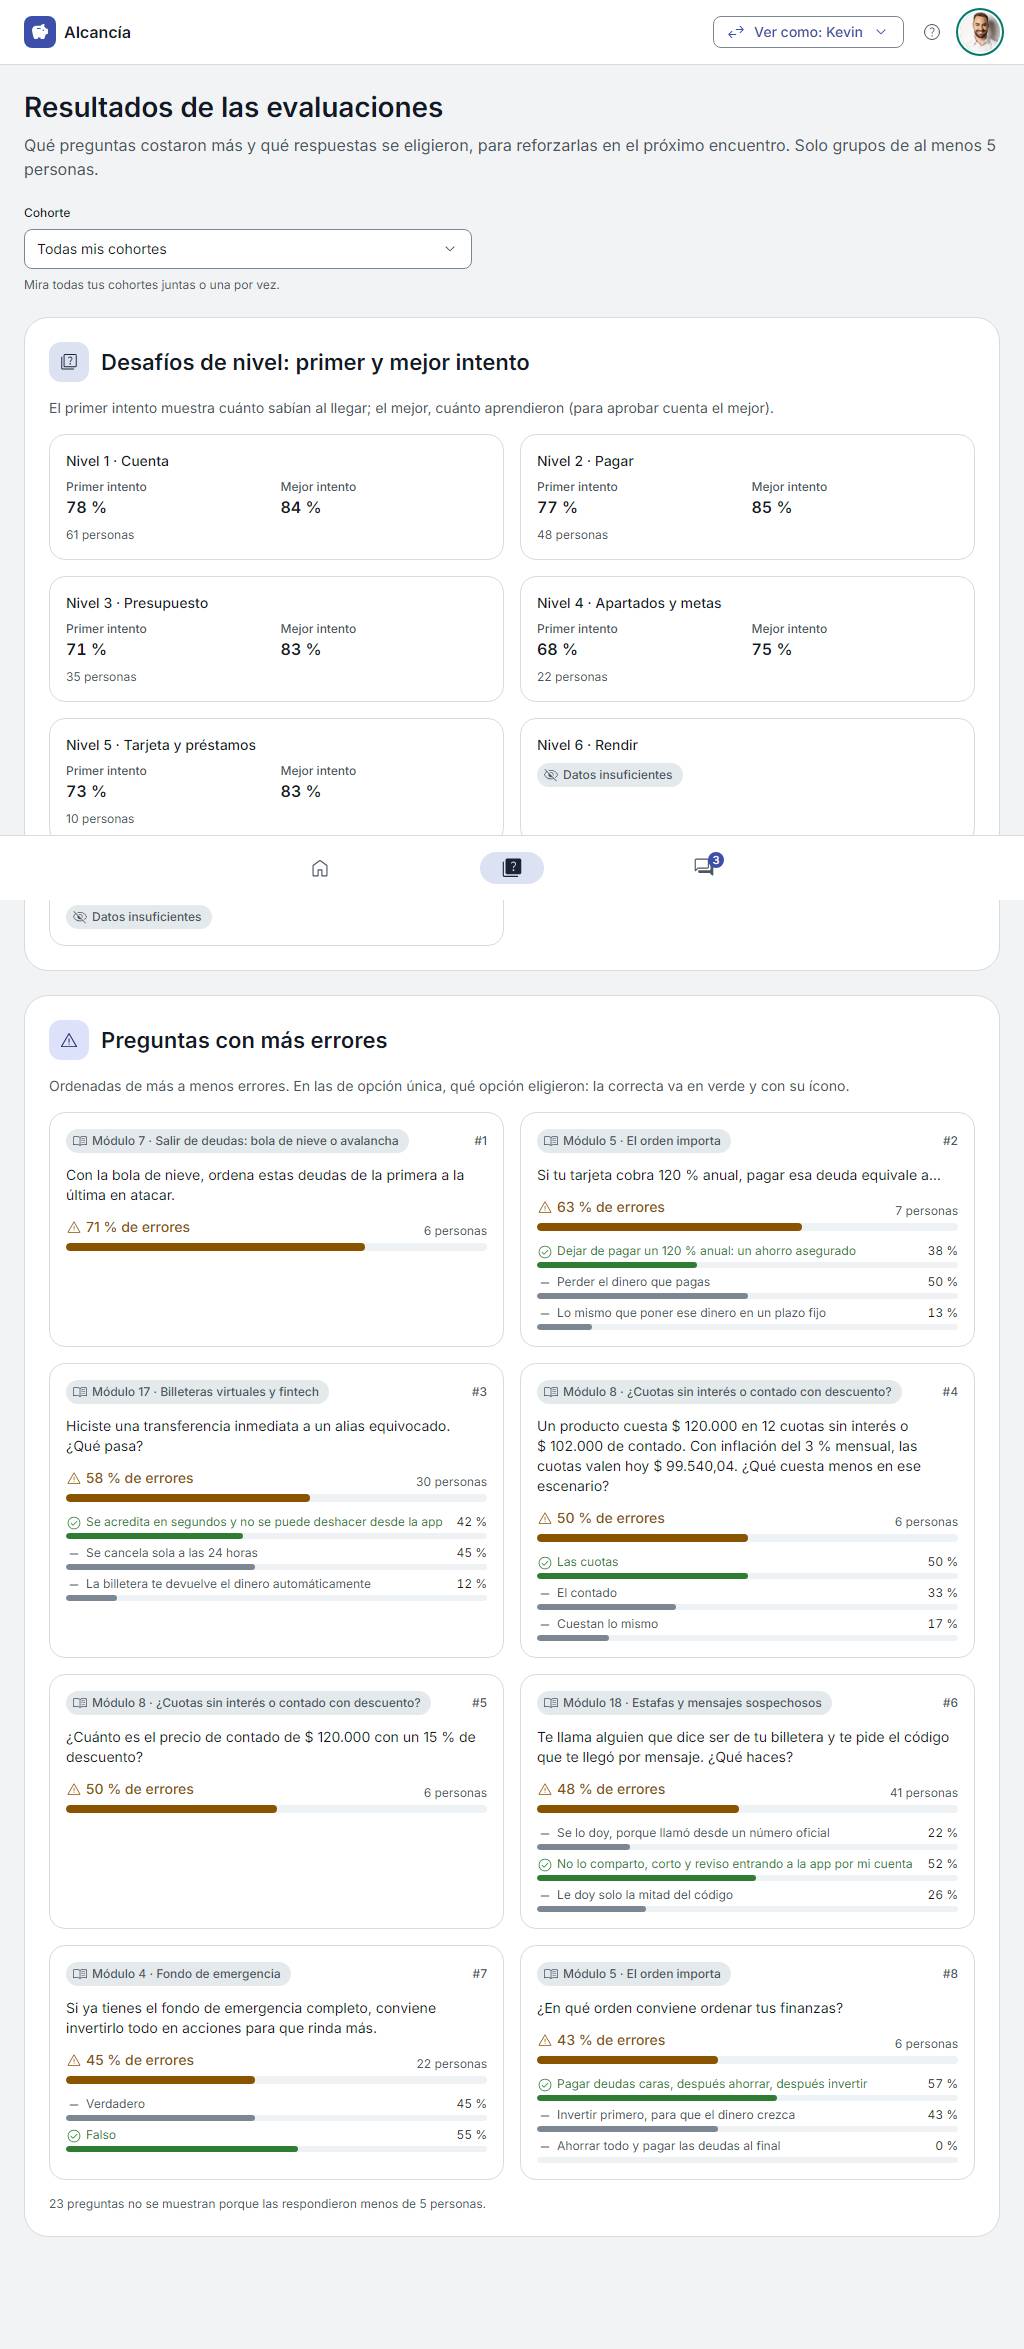 Alcancía
Ver como: Kevin
Resultados de las evaluaciones
Qué preguntas costaron más y qué respuestas se eligieron, para reforzarlas en el próximo encuentro. Solo grupos de al menos 5
personas.
Cohorte
Todas mis cohortes
Mira todas tus cohortes juntas o una por vez.
Desafíos de nivel: primer y mejor intento
El primer intento muestra cuánto sabían al llegar; el mejor, cuánto aprendieron (para aprobar cuenta el mejor).
Nivel 1 · Cuenta
Primer intento Mejor intento
78 % 84 %
61 personas
Nivel 2 · Pagar
Primer intento Mejor intento
77 % 85 %
48 personas
Nivel 3 · Presupuesto
Primer intento Mejor intento
71 % 83 %
35 personas
Nivel 4 · Apartados y metas
Primer intento Mejor intento
68 % 75 %
22 personas
Nivel 5 · Tarjeta y préstamos
Primer intento Mejor intento
73 % 83 %
10 personas
Nivel 6 · Rendir
Datos insuficientes
3
Datos insuficientes
Preguntas con más errores
Ordenadas de más a menos errores. En las de opción única, qué opción eligieron: la correcta va en verde y con su ícono.
Módulo 7 · Salir de deudas: bola de nieve o avalancha #1
Con la bola de nieve, ordena estas deudas de la primera a la
última en atacar.
71 % de errores 6 personas
Módulo 5 · El orden importa #2
Si tu tarjeta cobra 120 % anual, pagar esa deuda equivale a...
63 % de errores 7 personas
Dejar de pagar un 120 % anual: un ahorro asegurado 38 %
Perder el dinero que pagas 50 %
Lo mismo que poner ese dinero en un plazo fijo 13 %
Módulo 17 · Billeteras virtuales y fintech #3
Hiciste una transferencia inmediata a un alias equivocado.
¿Qué pasa?
58 % de errores 30 personas
Se acredita en segundos y no se puede deshacer desde la app 42 %
Se cancela sola a las 24 horas 45 %
La billetera te devuelve el dinero automáticamente 12 %
Módulo 8 · ¿Cuotas sin interés o contado con descuento? #4
Un producto cuesta $ 120.000 en 12 cuotas sin interés o
$ 102.000 de contado. Con inflación del 3 % mensual, las
cuotas valen hoy $ 99.540,04. ¿Qué cuesta menos en ese
escenario?
50 % de errores 6 personas
Las cuotas 50 %
El contado 33 %
Cuestan lo mismo 17 %
Módulo 8 · ¿Cuotas sin interés o contado con descuento? #5
¿Cuánto es el precio de contado de $ 120.000 con un 15 % de
descuento?
50 % de errores 6 personas
Módulo 18 · Estafas y mensajes sospechosos #6
Te llama alguien que dice ser de tu billetera y te pide el código
que te llegó por mensaje. ¿Qué haces?
48 % de errores 41 personas
Se lo doy, porque llamó desde un número oficial 22 %
No lo comparto, corto y reviso entrando a la app por mi cuenta 52 %
Le doy solo la mitad del código 26 %
Módulo 4 · Fondo de emergencia #7
Si ya tienes el fondo de emergencia completo, conviene
invertirlo todo en acciones para que rinda más.
45 % de errores 22 personas
Verdadero 45 %
Falso 55 %
Módulo 5 · El orden importa #8
¿En qué orden conviene ordenar tus finanzas?
43 % de errores 6 personas
Pagar deudas caras, después ahorrar, después invertir 57 %
Invertir primero, para que el dinero crezca 43 %
Ahorrar todo y pagar las deudas al final 0 %
23 preguntas no se muestran porque las respondieron menos de 5 personas.